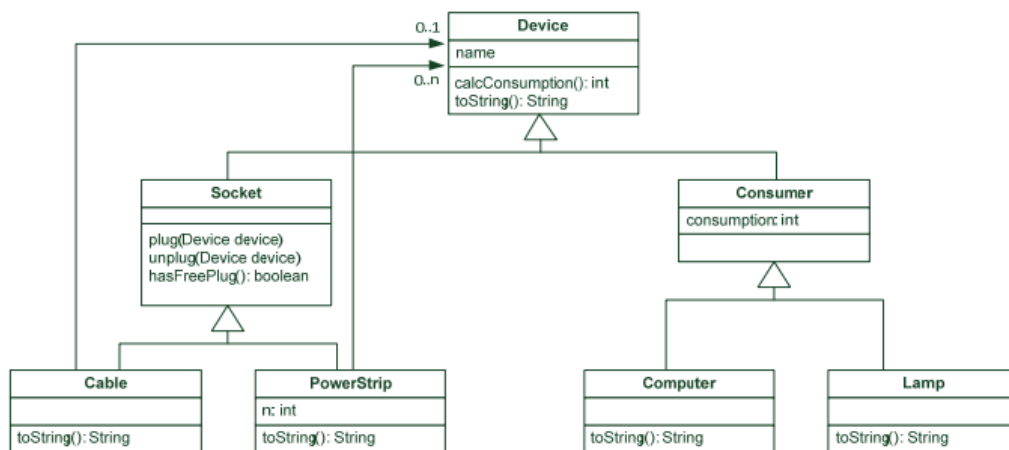 Device
0..1
name
0..n
calcConsumption(): int
toString(): String
Socket
plug(Device device)
unplug(Device device)
hasFreePlug(): boolean
Consumer
consumption: int
Cable
toString(): String
PowerStrip
n: int
toString(): String
Computer
toString(): String
Lamp
toString(): String